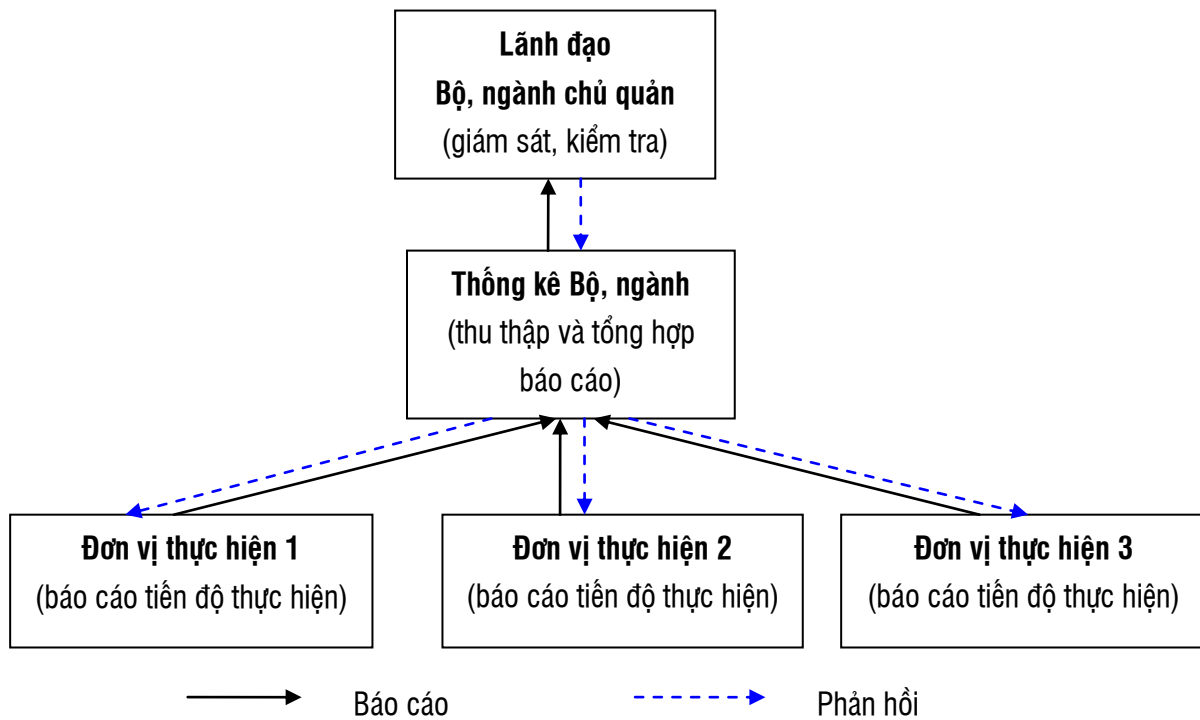 Lãnh đạo
Bộ, ngành chủ quản
(giám sát, kiểm tra)
Thống kê Bộ, ngành
(thu thập và tổng hợp
báo cáo)
Đơn vị thực hiện 1
(báo cáo tiến độ thực hiện)
Đơn vị thực hiện 2
(báo cáo tiến độ thực hiện)
Đơn vị thực hiện 3
(báo cáo tiến độ thực hiện)
Báo cáo
Phản hồi